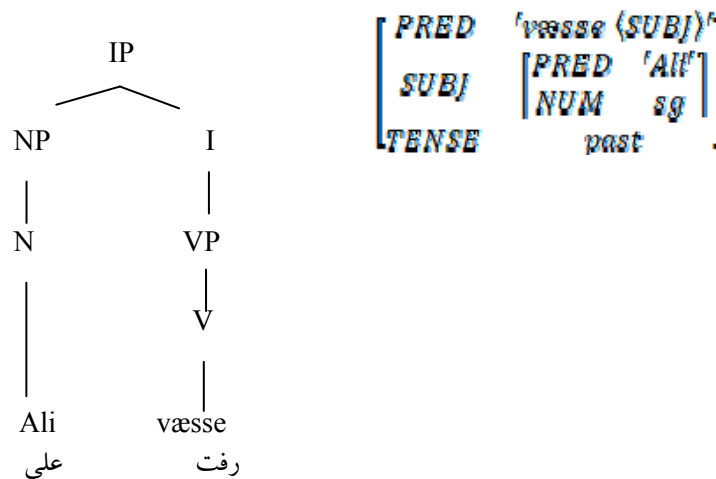 IP
NP I
N VP
V
Ali væsse
علی رفت
PRED 'væsse ⟨SUBJ⟩'
SUBJ [PRED 'Ali'
NUM sg]
TENSE past